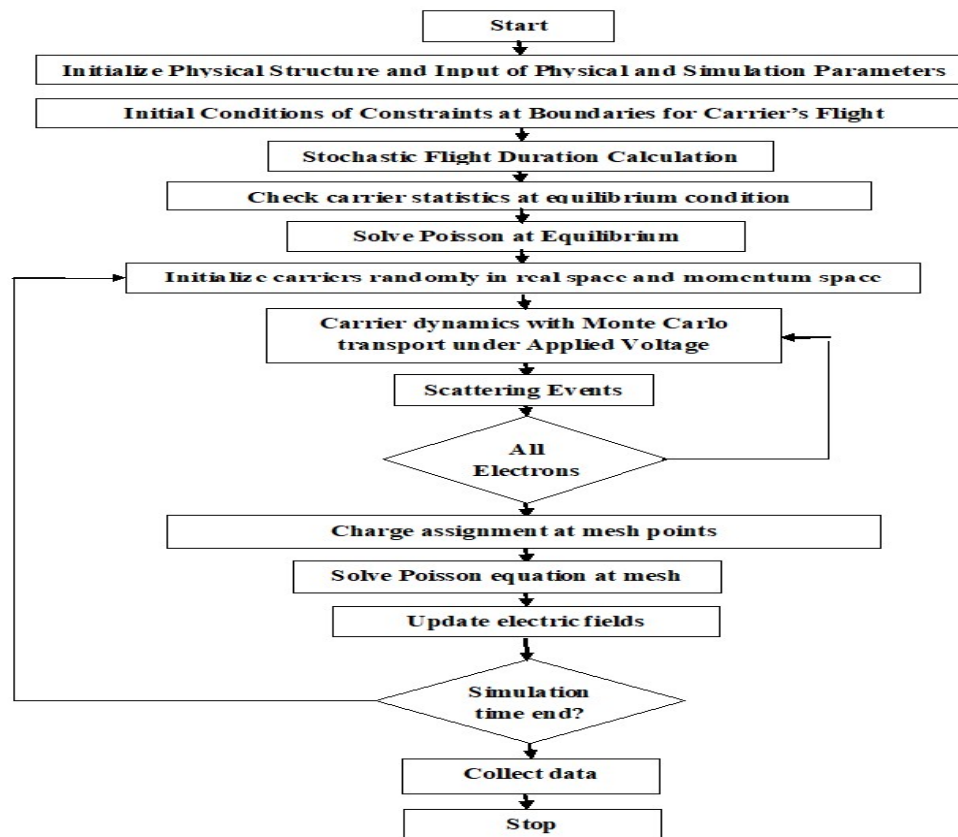 Start
Initialize Physical Structure and Input of Physical and Simulation Parameters
Initial Conditions of Constraints at Boundaries for Carrier's Flight
Stochastic Flight Duration Calculation
Check carrier statistics at equilibrium condition
Solve Poisson at Equilibrium
Initialize carriers randomly in real space and momentum space
Carrier dynamics with Monte Carlo
transport under Applied Voltage
Scattering Events
All
Electrons
Charge assignment at mesh points
Solve Poisson equation at mesh
Update electric fields
Simulation
time end?
Collect data
Stop